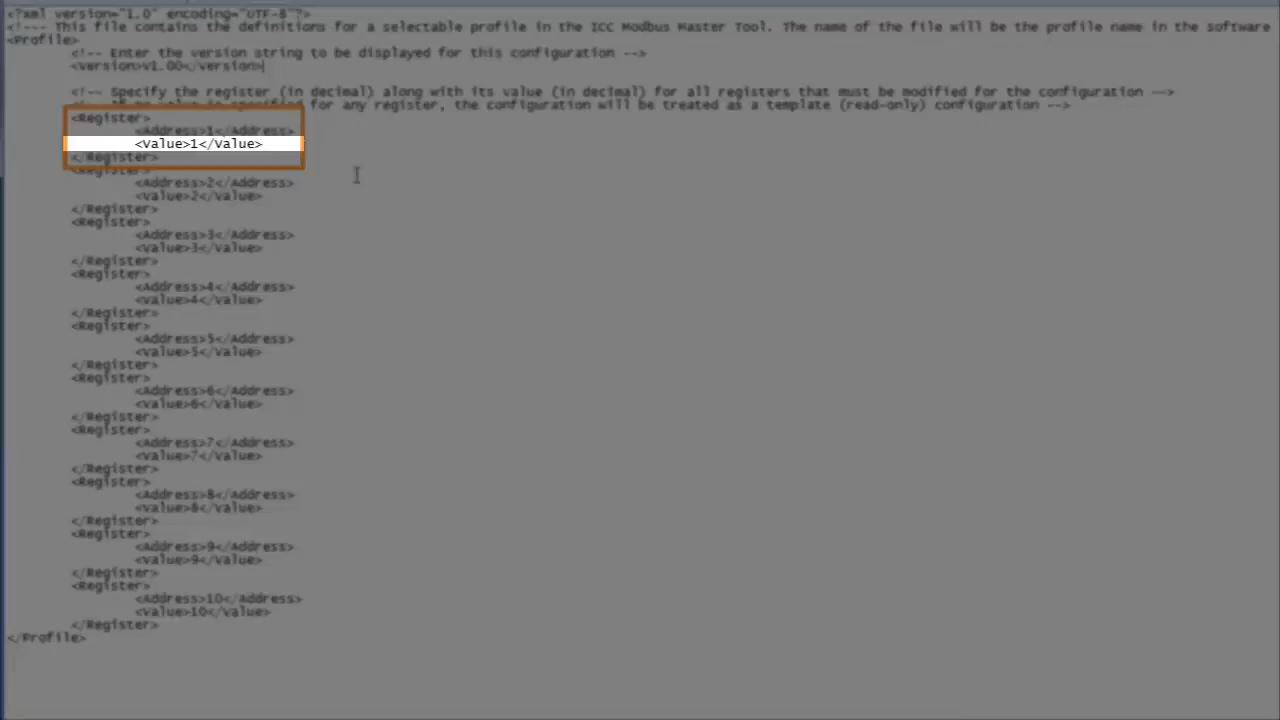 <?xml version="1.0" encoding="UTF-8"?>
<!--- This file contains the definitions for a selectable profile in the ICC Modbus Master Tool. The name of the file will be the profile name in the software
<Profile>
<!-- Enter the version string to be displayed for this configuration -->
<Version>V1.00</Version>
<!-- Specify the register (in decimal) along with its value (in decimal) for all registers that must be modified for the configuration -->
<!-- If no value is specified for any register, the configuration will be treated as a template (read-only) configuration -->
<Register>
<Address>1</Address>
<Value>1</Value>
</Register>
<Register>
<Address>2</Address>
<Value>2</Value>
</Register>
<Register>
<Address>3</Address>
<Value>3</Value>
</Register>
<Register>
<Address>4</Address>
<Value>4</Value>
</Register>
<Register>
<Address>5</Address>
<Value>5</Value>
</Register>
<Register>
<Address>6</Address>
<Value>6</Value>
</Register>
<Register>
<Address>7</Address>
<Value>7</Value>
</Register>
<Register>
<Address>8</Address>
<Value>8</Value>
</Register>
<Register>
<Address>9</Address>
<Value>9</Value>
</Register>
<Register>
<Address>10</Address>
<Value>10</Value>
</Register>
</Profile>